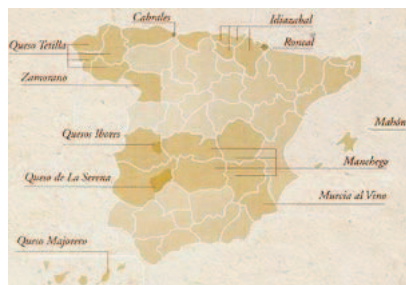 Cabrales
Idiazabal
Queso Tetilla
Roncal
Zamorano
Mahón
Quesos Ibores
Manchego
Queso de La Serena
Murcia al Vino
Queso Majorero